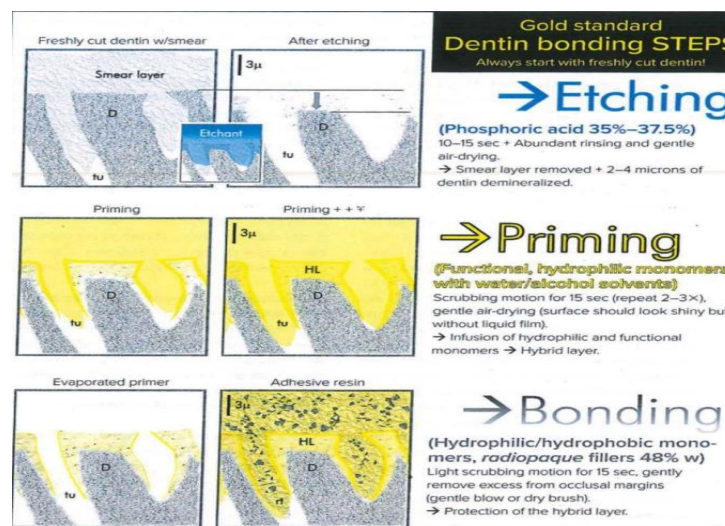 Gold standard
Dentin bonding STEPS
Always start with freshly cut dentin!
Freshly cut dentin w/smear
After etching
Smear layer
3μ
D
D
Etchant
tu
tu
→Etching
(Phosphoric acid 35%–37.5%)
10–15 sec + Abundant rinsing and gentle
air-drying.
→ Smear layer removed + 2–4 microns of
dentin demineralized.
Priming
Priming + +
3μ
HL
D
D
tu
tu
→Priming
(Functional, hydrophilic monomers
with water/alcohol solvents)
Scrubbing motion for 15 sec (repeat 2–3×),
gentle air-drying (surface should look shiny bu
without liquid film).
→ Infusion of hydrophilic and functional
monomers → Hybrid layer.
Evaporated primer
Adhesive resin
3μ
HL
D
D
tu
rt
→Bonding
(Hydrophilic/hydrophobic mono-
mers, radiopaque fillers 48% w)
Light scrubbing motion for 15 sec, gently
remove excess from occlusal margins
(gentle blow or dry brush).
→ Protection of the hybrid layer.